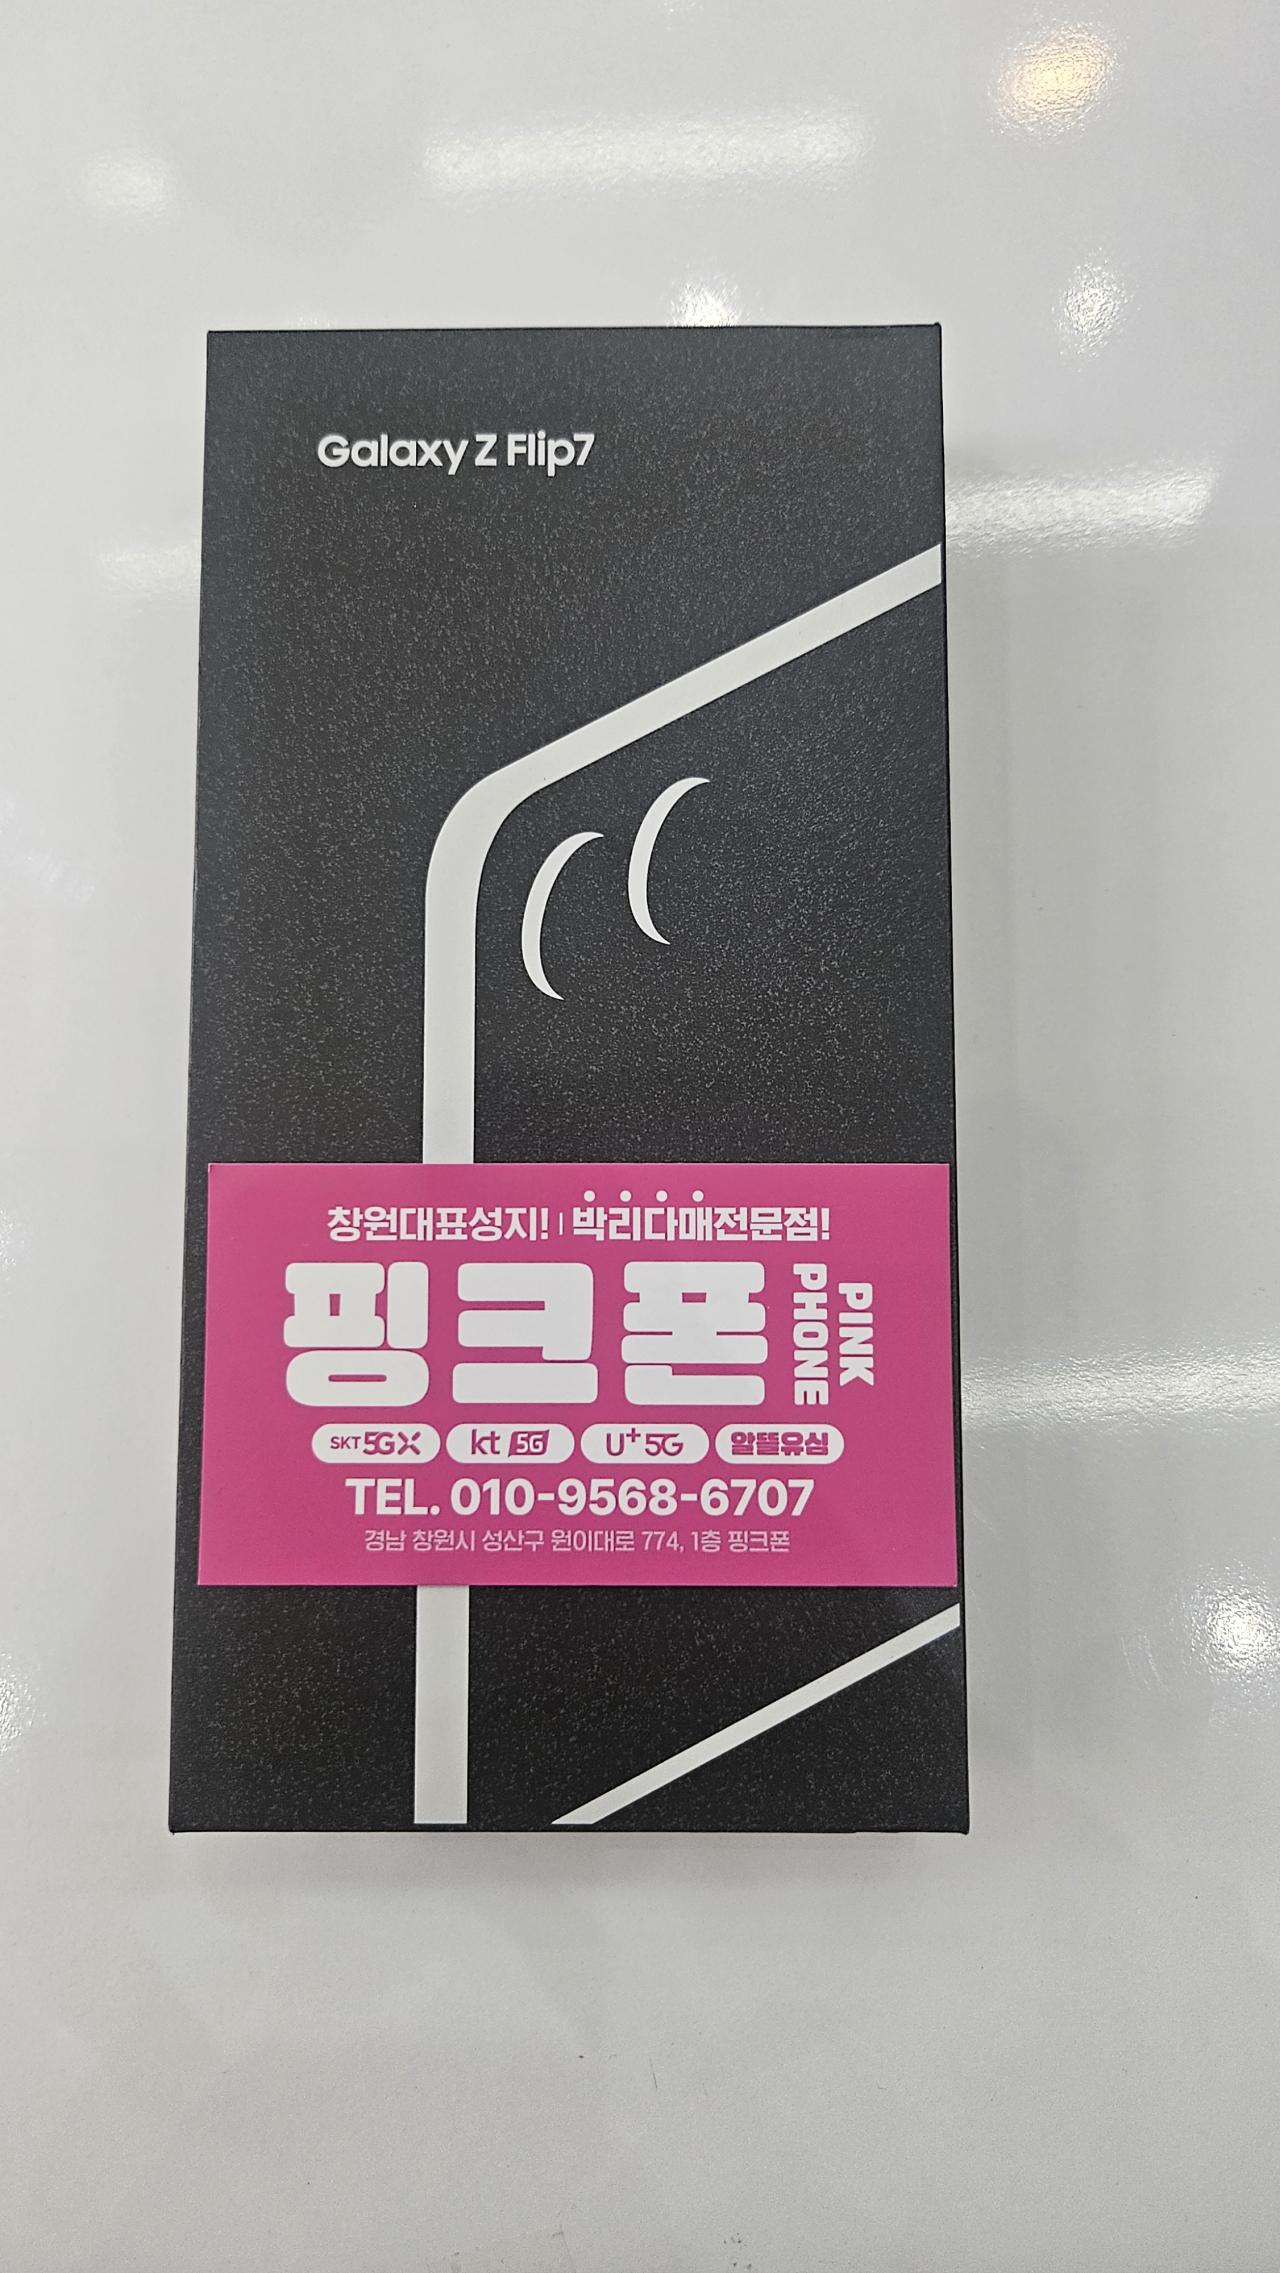 Galaxy Z Flip7
창원대표성지! | 박리다매전문점!
핑크폰 PINK PHONE
SKT 5GX kt 5G U+5G 알뜰유심
TEL. 010-9568-6707
경남 창원시 성산구 원이대로 774, 1층 핑크폰